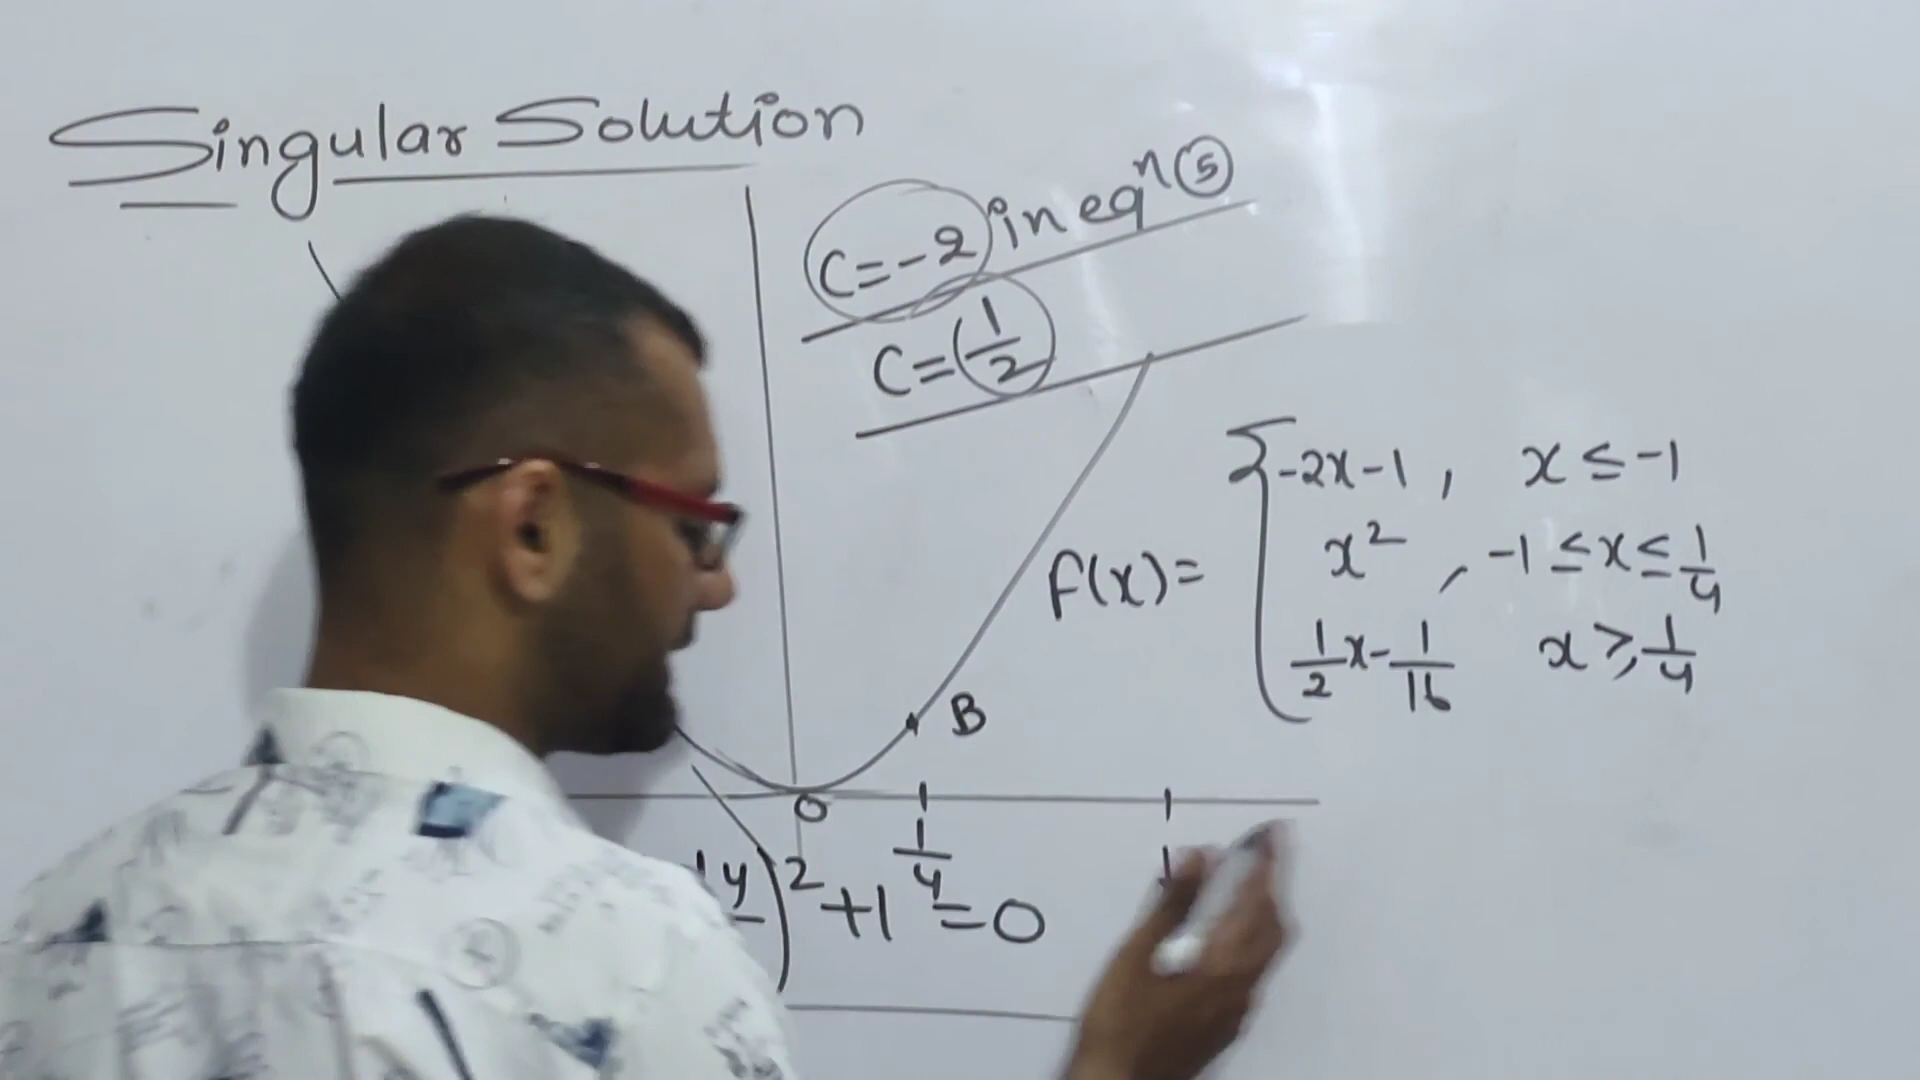 Singular Solution
C=-2 in eqⁿ ⑤
C=(1/2)
f(x)= { -2x-1 , x ≤ -1
x² , -1 ≤ x ≤ 1/4
1/2x - 1/16 x ≥ 1/4
B
O
1/4
y)² +1 = 0